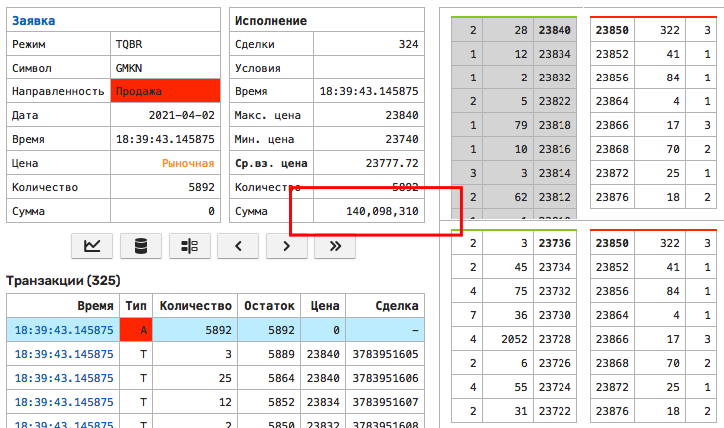 Заявка
Режим TQBR
Символ GMKN
Направленность Продажа
Дата 2021-04-02
Время 18:39:43.145875
Цена Рыночная
Количество 5892
Сумма 0
Исполнение
Сделки 324
Условия
Время 18:39:43.145875
Макс. цена 23840
Мин. цена 23740
Ср.вз. цена 23777.72
Количество 5892
Сумма 140,098,310
Транзакции (325)
Время Тип Количество Остаток Цена Сделка
18:39:43.145875 A 5892 5892 0 –
18:39:43.145875 T 3 5889 23840 3783951605
18:39:43.145875 T 25 5864 23840 3783951606
18:39:43.145875 T 12 5852 23834 3783951607
18:39:43.145875 T 2 5850 23832 3783951608
2 28 23840
1 12 23834
1 2 23832
2 5 23822
1 79 23818
1 10 23816
3 3 23814
2 62 23812
23850 322 3
23852 41 1
23856 84 1
23864 4 1
23866 17 3
23868 70 2
23872 25 1
23876 18 2
2 3 23736
2 45 23734
4 75 23732
7 36 23730
4 2052 23728
2 6 23726
4 55 23724
2 31 23722
23850 322 3
23852 41 1
23856 84 1
23864 4 1
23866 17 3
23868 70 2
23872 25 1
23876 18 2